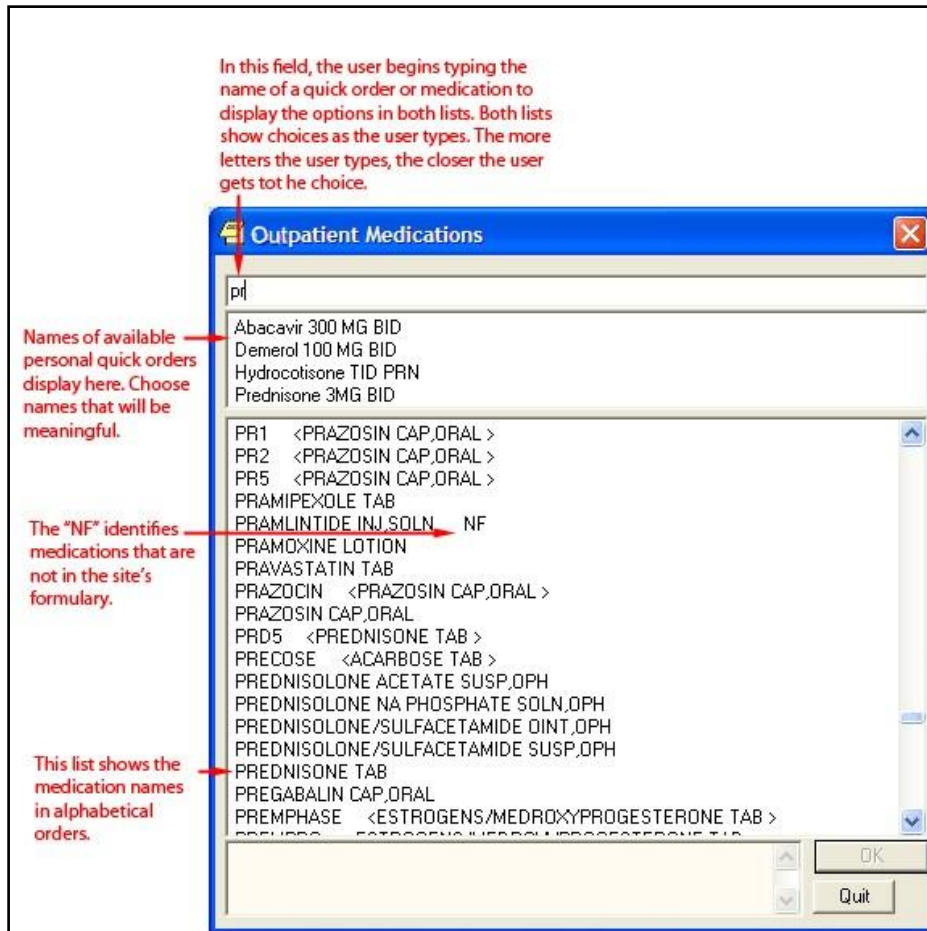 In this field, the user begins typing the
name of a quick order or medication to
display the options in both lists. Both lists
show choices as the user types. The more
letters the user types, the closer the user
gets tot he choice.
Outpatient Medications
pr
Names of available
personal quick orders
display here. Choose
names that will be
meaningful.
Abacavir 300 MG BID
Demerol 100 MG BID
Hydrocotisone TID PRN
Prednisone 3MG BID
PR1 <PRAZOSIN CAP,ORAL >
PR2 <PRAZOSIN CAP,ORAL >
PR5 <PRAZOSIN CAP,ORAL >
PRAMIPEXOLE TAB
PRAMLINTIDE INJ,SOLN NF
PRAMOXINE LOTION
PRAVASTATIN TAB
PRAZOCIN <PRAZOSIN CAP,ORAL >
PRAZOSIN CAP,ORAL
PRD5 <PREDNISONE TAB >
PRECOSE <ACARBOSE TAB >
PREDNISOLONE ACETATE SUSP,OPH
PREDNISOLONE NA PHOSPHATE SOLN,OPH
PREDNISOLONE/SULFACETAMIDE OINT,OPH
PREDNISOLONE/SULFACETAMIDE SUSP,OPH
PREDNISONE TAB
PREGABALIN CAP,ORAL
PREMPHASE <ESTROGENS/MEDROXYPROGESTERONE TAB >
The "NF" identifies
medications that are
not in the site's
formulary.
This list shows the
medication names
in alphabetical
orders.
OK
Quit